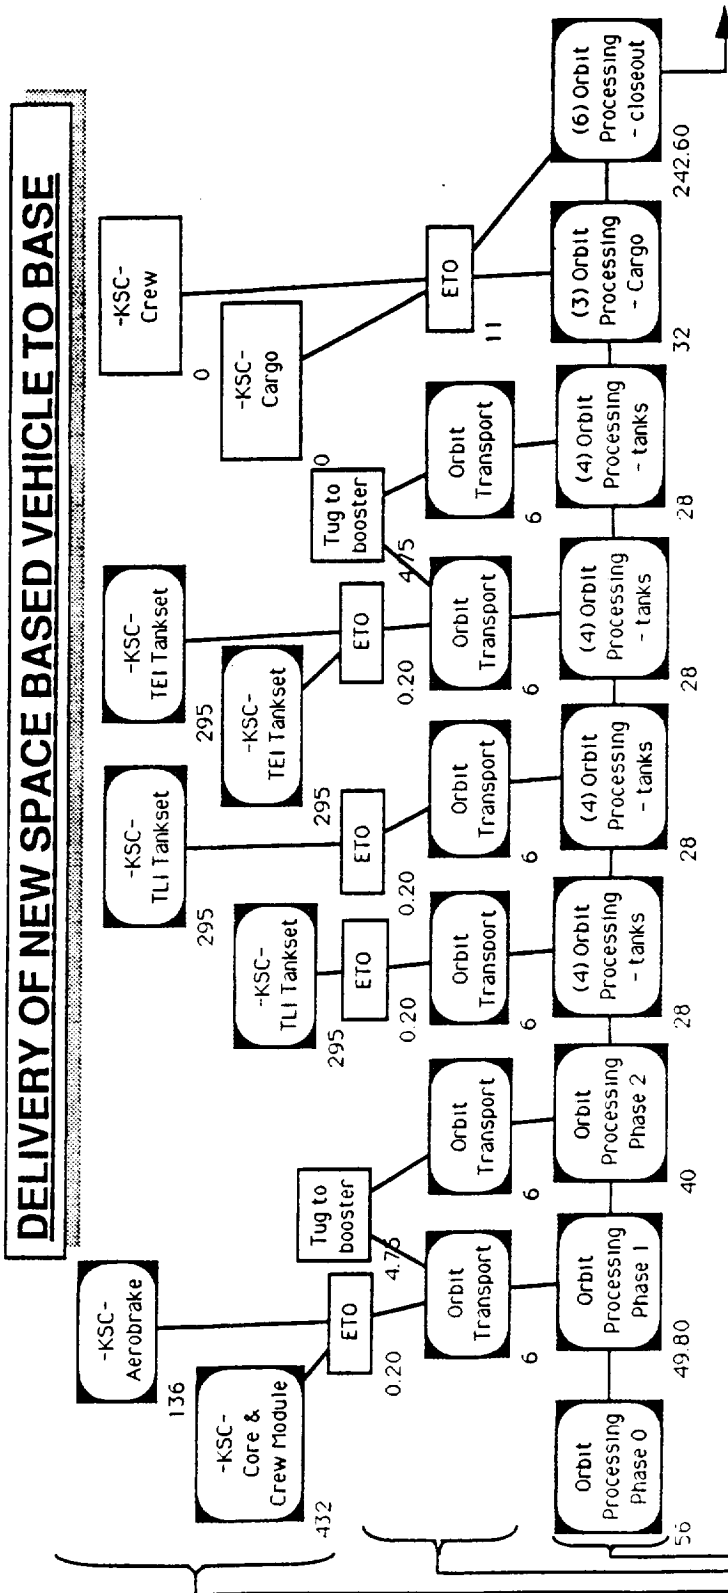 DELIVERY OF NEW SPACE BASED VEHICLE TO BASE
-KSC-
Aerobrake
136
-KSC-
Core &
Crew Module
432
ETO
0.20
Tug to
booster
4.75
Orbit
Transport
6
Orbit
Transport
6
Orbit
Processing
Phase 0
56
Orbit
Processing
Phase 1
49.80
Orbit
Processing
Phase 2
40
-KSC-
TLI Tankset
295
ETO
0.20
Orbit
Transport
6
(4) Orbit
Processing
- tanks
28
-KSC-
TLI Tankset
295
ETO
0.20
Orbit
Transport
6
(4) Orbit
Processing
- tanks
28
-KSC-
TEI Tankset
295
-KSC-
TEI Tankset
295
ETO
0.20
Orbit
Transport
6
(4) Orbit
Processing
- tanks
28
Tug to
booster
4.75
Orbit
Transport
6
(4) Orbit
Processing
- tanks
28
-KSC-
Crew
0
-KSC-
Cargo
0
ETO
11
(3) Orbit
Processing
- Cargo
32
(6) Orbit
Processing
- closeout
242.60